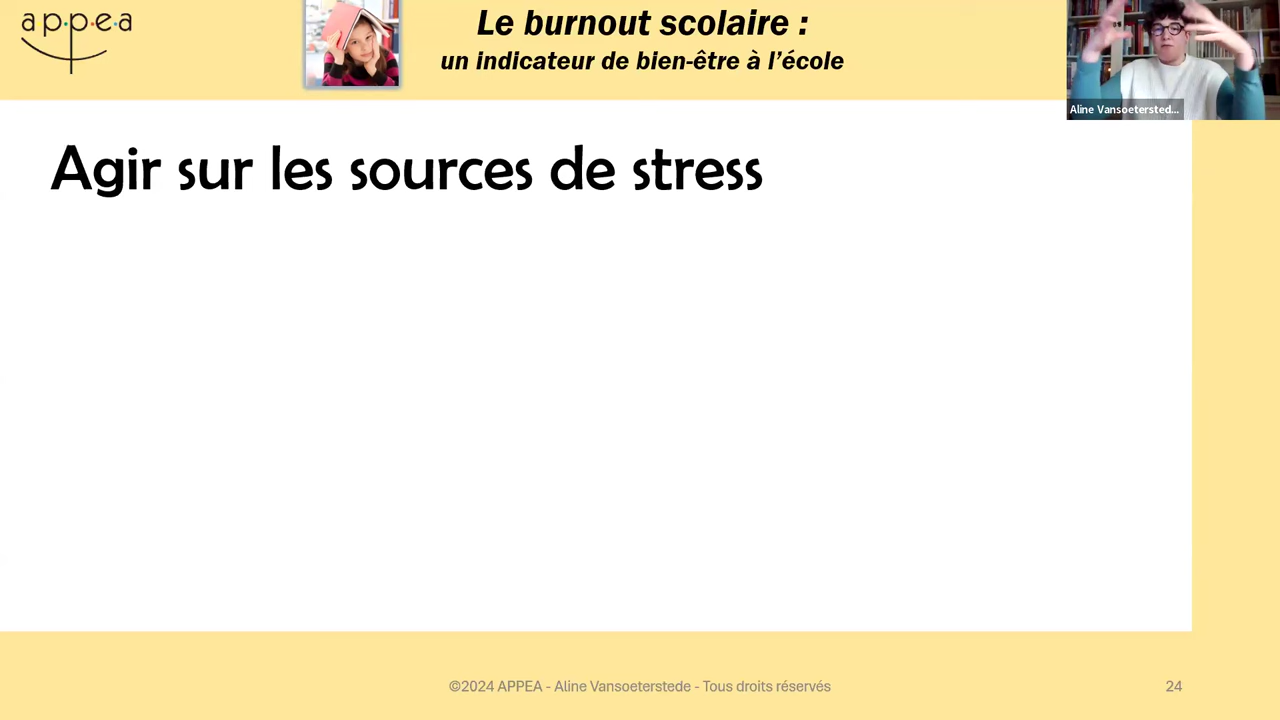 appea
Le burnout scolaire :
un indicateur de bien-être à l'école
Aline Vansoetersted...
Agir sur les sources de stress
©2024 APPEA - Aline Vansoeterstede - Tous droits réservés
24